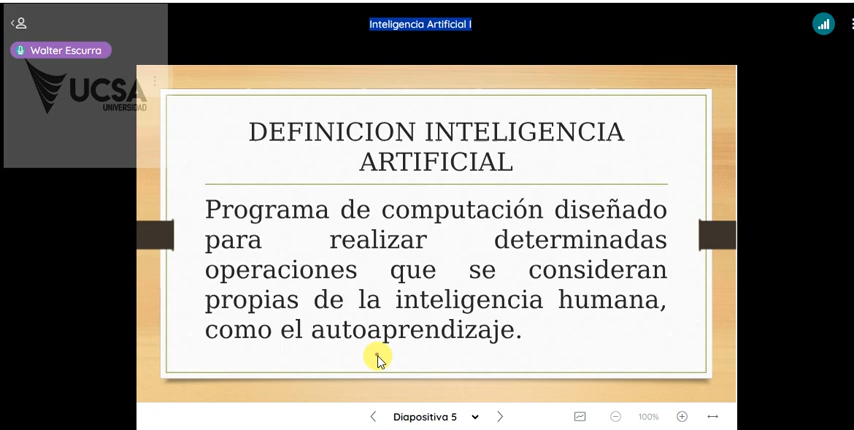 Inteligencia Artificial I
Walter Escurra
UCSA
UNIVERSIDAD
DEFINICION INTELIGENCIA
ARTIFICIAL
Programa de computación diseñado
para realizar determinadas
operaciones que se consideran
propias de la inteligencia humana,
como el autoaprendizaje.
Diapositiva 5
100%